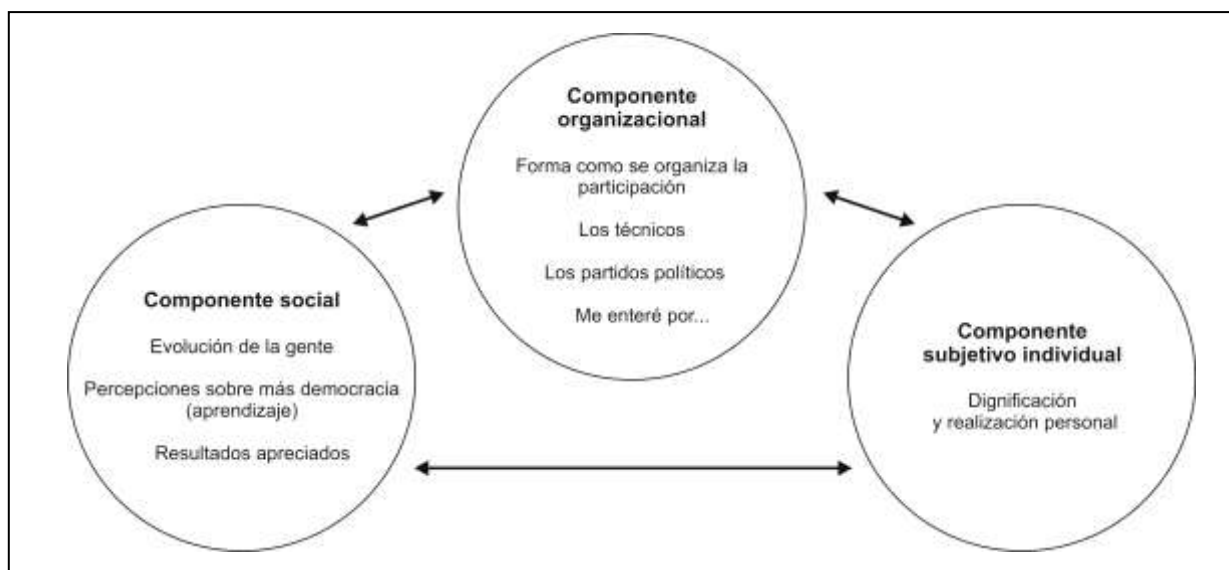 Componente
organizacional
Forma como se organiza la
participación
Los técnicos
Los partidos políticos
Me enteré por...
Componente social
Evolución de la gente
Percepciones sobre más democracia
(aprendizaje)
Resultados apreciados
Componente
subjetivo individual
Dignificación
y realización personal